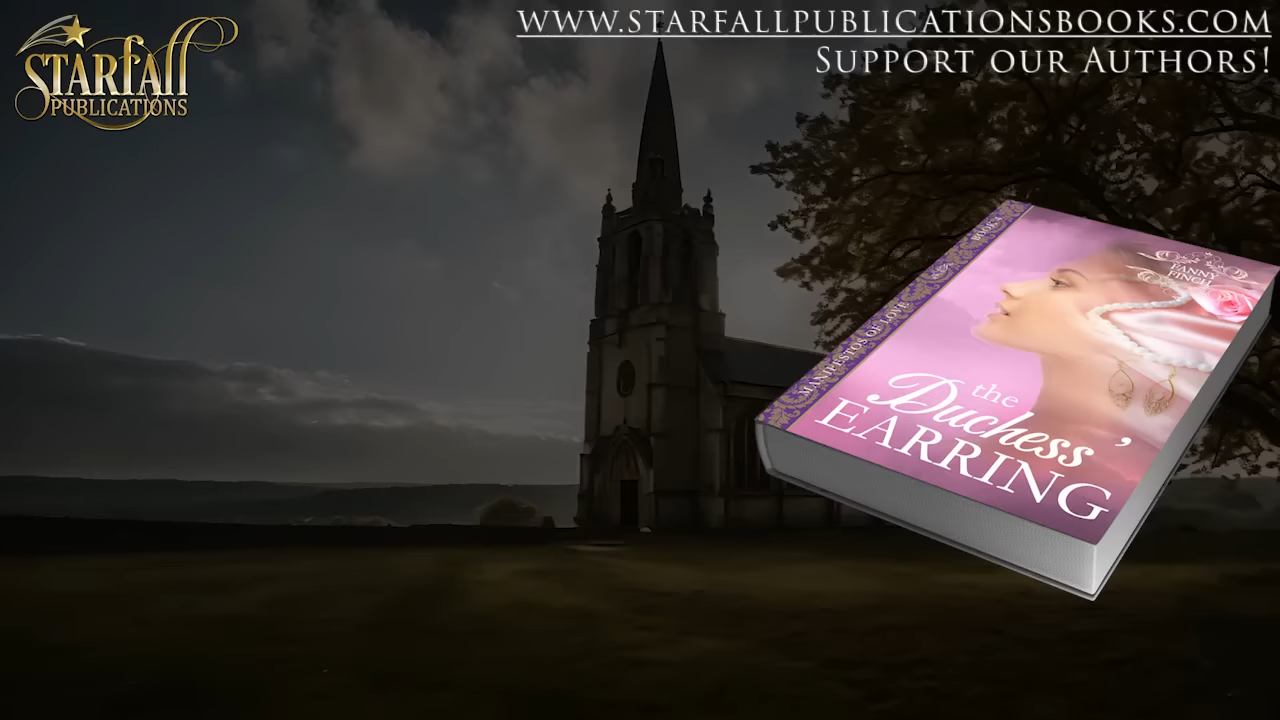 STARfall
PUBLICATIONS
WWW.STARFALLPUBLICATIONSBOOKS.COM
SUPPORT OUR AUTHORS!
MANIFESTOS OF LOVE
FANNY
FINCH
the
Duchess'
EARRING